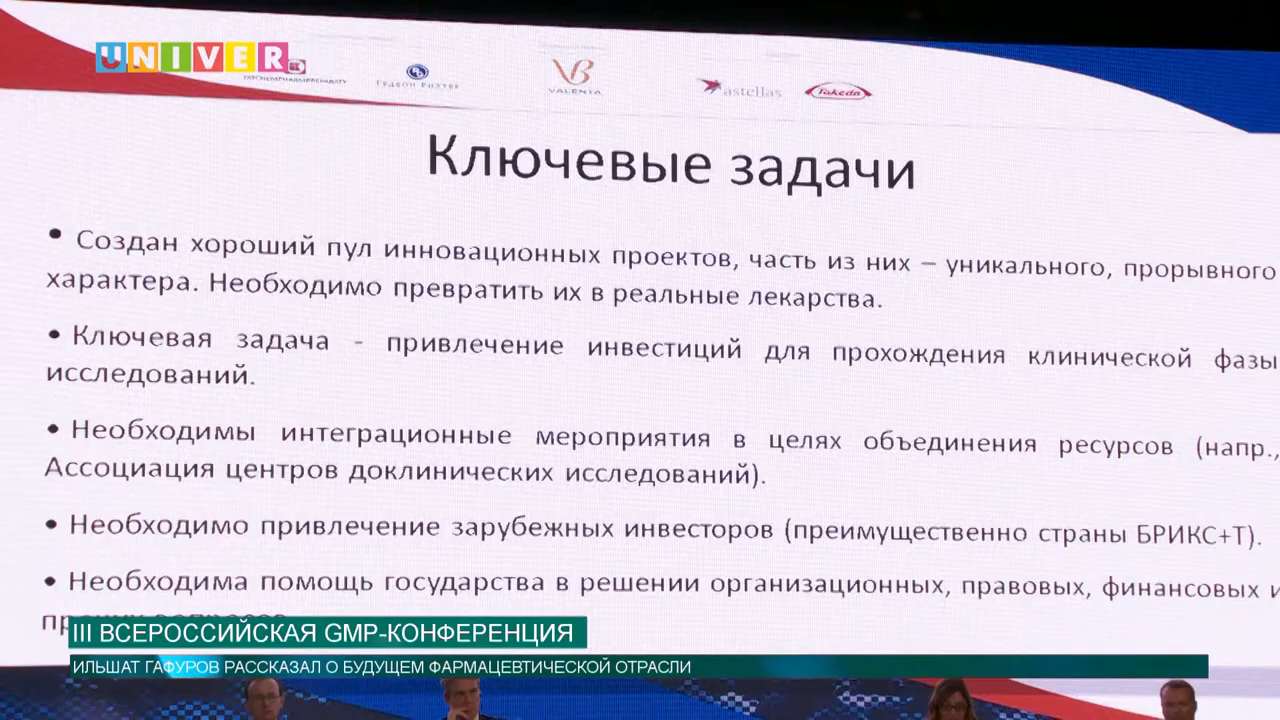 UNIVER
TATCHEMPHARMPREPARATY
ГЕДЕОН РИХТЕР
VALENTA
astellas
Takeda
Ключевые задачи
• Создан хороший пул инновационных проектов, часть из них – уникального, прорывного
характера. Необходимо превратить их в реальные лекарства.
• Ключевая задача - привлечение инвестиций для прохождения клинической фазы
исследований.
• Необходимы интеграционные мероприятия в целях объединения ресурсов (напр.,
Ассоциация центров доклинических исследований).
• Необходимо привлечение зарубежных инвесторов (преимущественно страны БРИКС+Т).
• Необходима помощь государства в решении организационных, правовых, финансовых и
III ВСЕРОССИЙСКАЯ GMP-КОНФЕРЕНЦИЯ
ИЛЬШАТ ГАФУРОВ РАССКАЗАЛ О БУДУЩЕМ ФАРМАЦЕВТИЧЕСКОЙ ОТРАСЛИ